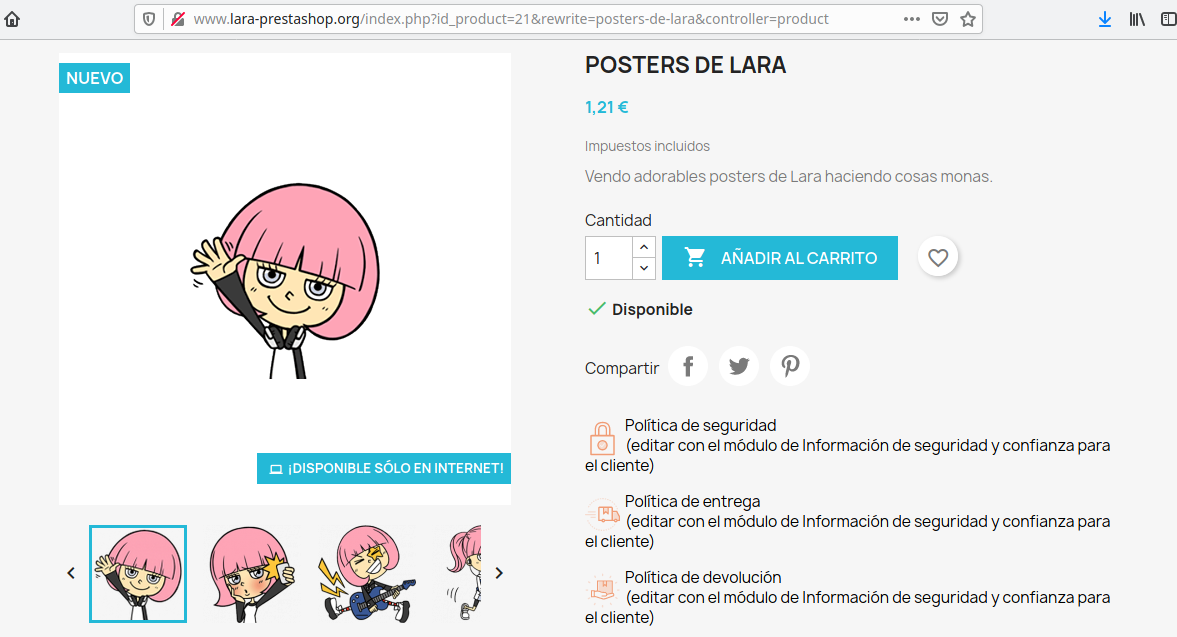 www.lara-prestashop.org/index.php?id_product=21&rewrite=posters-de-lara&controller=product
NUEVO
¡DISPONIBLE SÓLO EN INTERNET!
POSTERS DE LARA
1,21 €
Impuestos incluidos
Vendo adorables posters de Lara haciendo cosas monas.
Cantidad
1
AÑADIR AL CARRITO
Disponible
Compartir
Política de seguridad
(editar con el módulo de Información de seguridad y confianza para
el cliente)
Política de entrega
(editar con el módulo de Información de seguridad y confianza para
el cliente)
Política de devolución
(editar con el módulo de Información de seguridad y confianza para
el cliente)